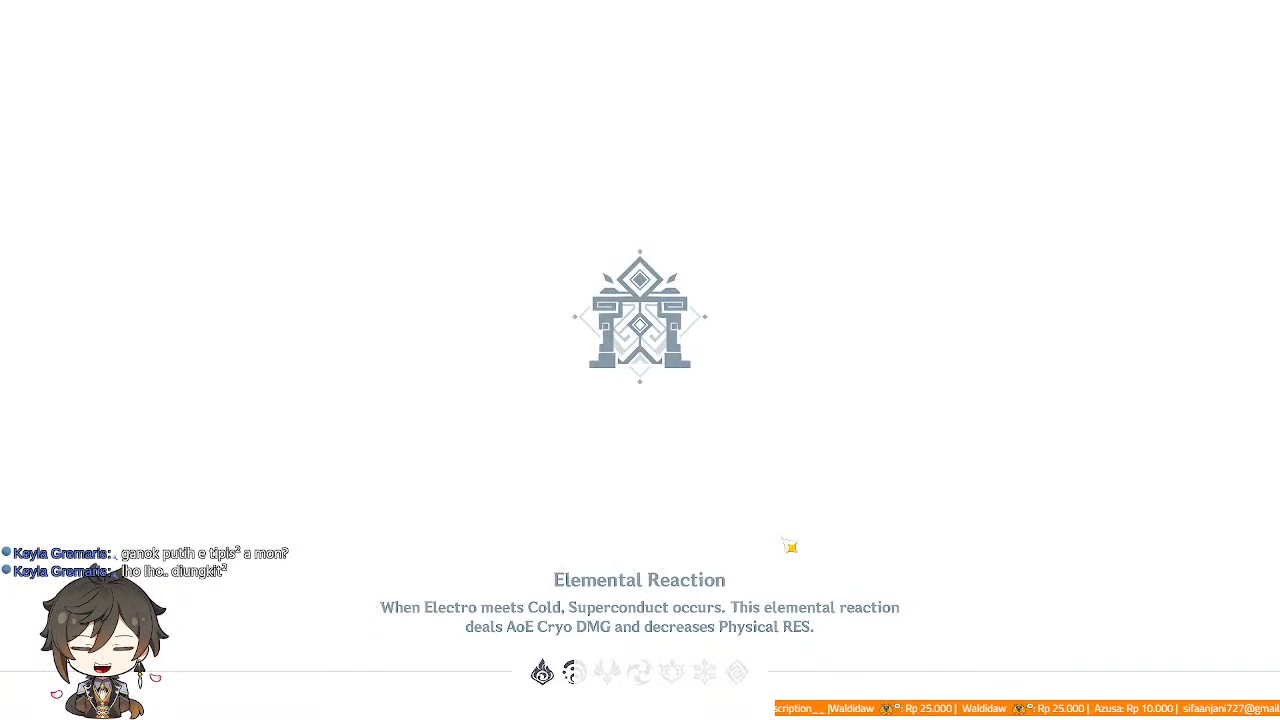 Keyla Gremaris: ganok putih e tipis² a mon?
Keyla Gremaris: lho lho.. diungkit²
Elemental Reaction
When Electro meets Cold, Superconduct occurs. This elemental reaction
deals AoE Cryo DMG and decreases Physical RES.
scription__ |Waldidaw : Rp 25.000 | Waldidaw : Rp 25.000 | Azusa: Rp 10.000 | sifaanjani727@gmail